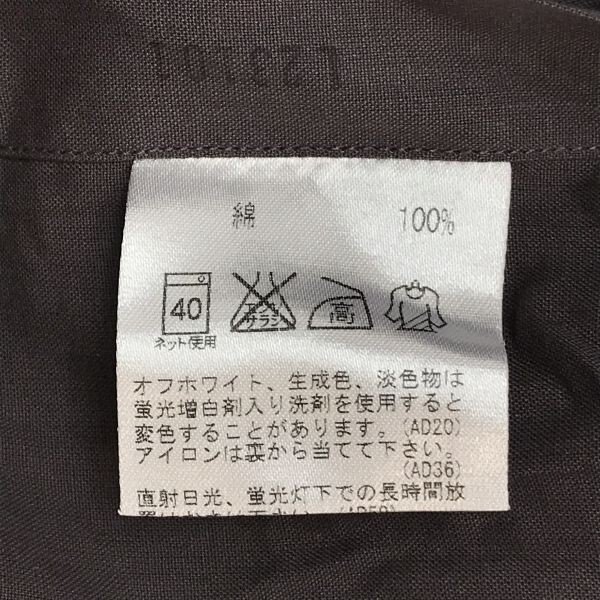 綿 100%
40 エンソ サラシ 高
ネット使用
オフホワイト、生成色、淡色物は
蛍光増白剤入り洗剤を使用すると
変色することがあります。(AD20)
アイロンは裏から当てて下さい。
(AD36)
直射日光、蛍光灯下での長時間放